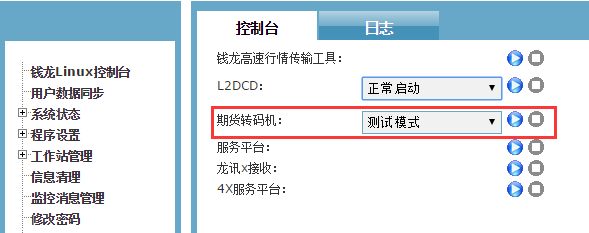 钱龙Linux控制台
用户数据同步
系统状态
程序设置
工作站管理
信息清理
监控消息管理
修改密码
控制台
日志
钱龙高速行情传输工具：
L2DCD： 正常启动
期货转码机： 测试模式
服务平台：
龙讯x接收：
4X服务平台：